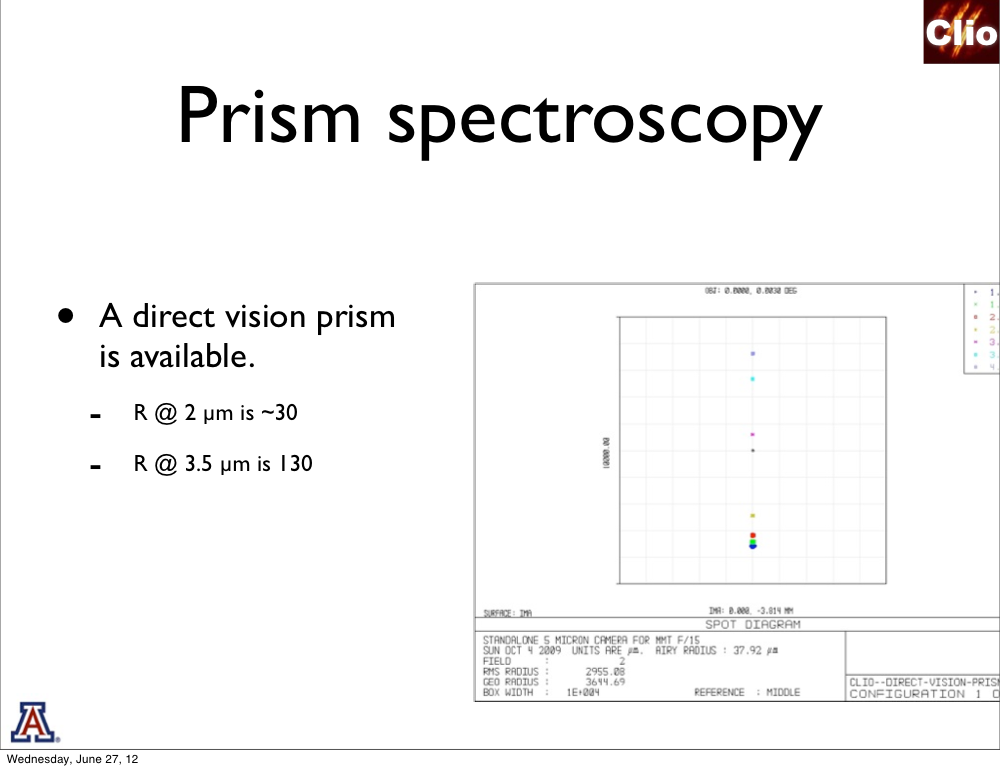 Clio
Prism spectroscopy
• A direct vision prism
is available.
- R @ 2 µm is ~30
- R @ 3.5 µm is 130
OBJ: 0.0000, 0.0030 DEG
1.
1.
2.
2.
3.
3.
4.
10000.00
SURFACE: IMA
IMA: 0.000, -3.814 MM
SPOT DIAGRAM
STANDALONE 5 MICRON CAMERA FOR MMT F/15
SUN OCT 4 2009 UNITS ARE µm. AIRY RADIUS : 37.92 µm
FIELD : 2
RMS RADIUS : 2955.08
GEO RADIUS : 3644.69
BOX WIDTH : 1E+004 REFERENCE : MIDDLE
CLIO--DIRECT-VISION-PRISM
CONFIGURATION 1 O
A
Wednesday, June 27, 12